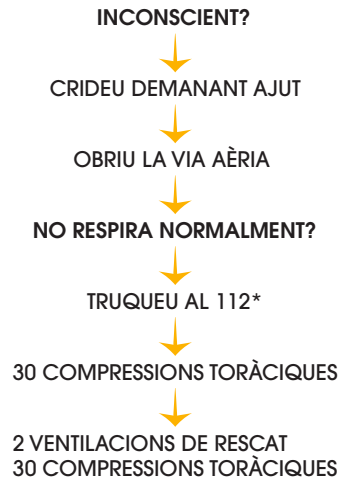 INCONSCIENT?
CRIDEU DEMANANT AJUT
OBRIU LA VIA AÈRIA
NO RESPIRA NORMALMENT?
TRUQUEU AL 112*
30 COMPRESSIONS TORÀCIQUES
2 VENTILACIONS DE RESCAT
30 COMPRESSIONS TORÀCIQUES